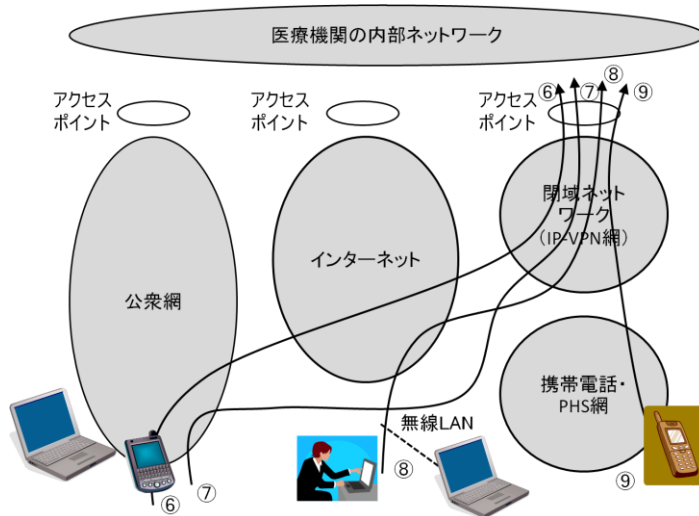 医療機関の内部ネットワーク
アクセス
ポイント
アクセス
ポイント
アクセス
ポイント
⑥
⑦
⑧
⑨
閉域ネット
ワーク
（IP-VPN網）
インターネット
公衆網
携帯電話・
PHS網
無線LAN
⑥
⑦
⑧
⑨